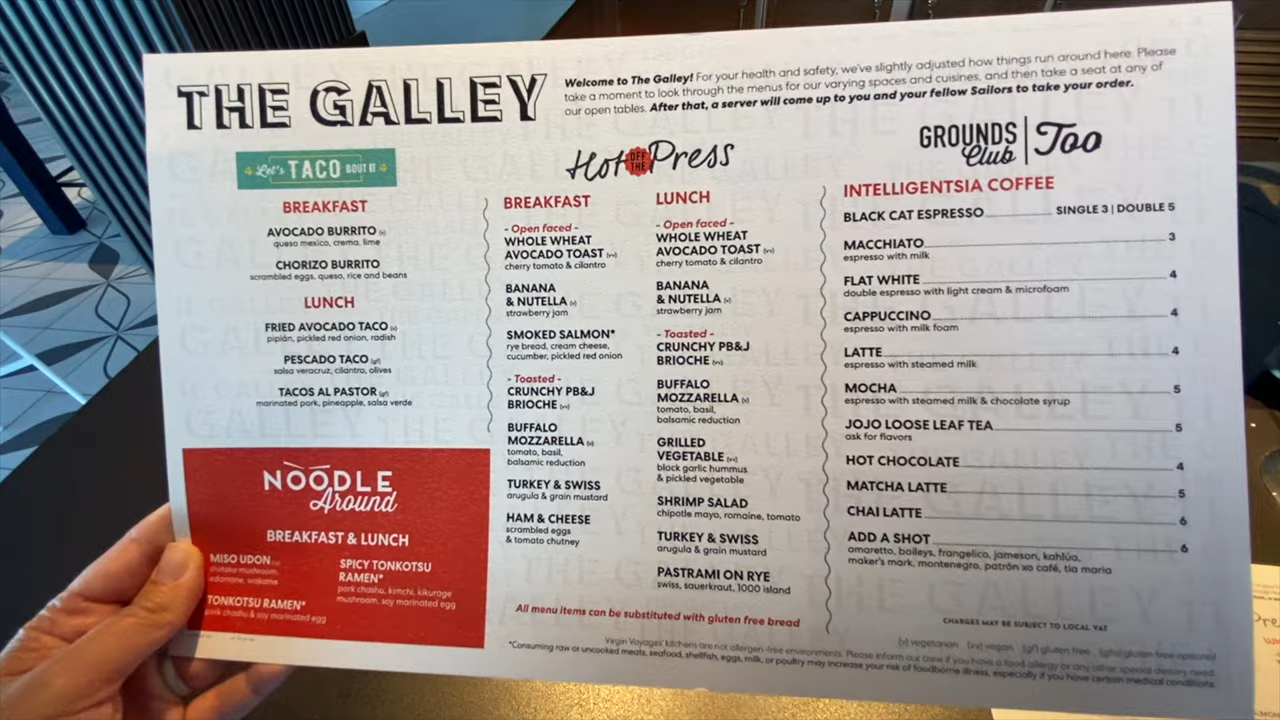 THE GALLEY
Welcome to The Galley! For your health and safety, we've slightly adjusted how things run around here. Please
take a moment to look through the menus for our varying spaces and cuisines, and then take a seat at any of
our open tables. After that, a server will come up to you and your fellow Sailors to take your order.
Let's TACO BOUT IT
BREAKFAST
AVOCADO BURRITO (v)
queso mexico, crema, lime
CHORIZO BURRITO
scrambled eggs, queso, rice and beans
LUNCH
FRIED AVOCADO TACO (v)
pipián, pickled red onion, radish
PESCADO TACO (gf)
salsa veracruz, cilantro, olives
TACOS AL PASTOR (gf)
marinated pork, pineapple, salsa verde
NOODLE
Around
BREAKFAST & LUNCH
MISO UDON
shiitake mushroom,
edamame, wakame
TONKOTSU RAMEN*
pork chashu & soy marinated egg
SPICY TONKOTSU
RAMEN*
pork chashu, kimchi, kikurage
mushroom, soy marinated egg
Hot OFF THE Press
BREAKFAST
- Open faced -
WHOLE WHEAT
AVOCADO TOAST (vv)
cherry tomato & cilantro
BANANA
& NUTELLA (v)
strawberry jam
SMOKED SALMON*
rye bread, cream cheese,
cucumber, pickled red onion
- Toasted -
CRUNCHY PB&J
BRIOCHE (vv)
BUFFALO
MOZZARELLA (v)
tomato, basil,
balsamic reduction
TURKEY & SWISS
arugula & grain mustard
HAM & CHEESE
scrambled eggs
& tomato chutney
LUNCH
- Open faced -
WHOLE WHEAT
AVOCADO TOAST (vv)
cherry tomato & cilantro
BANANA
& NUTELLA (v)
strawberry jam
- Toasted -
CRUNCHY PB&J
BRIOCHE (vv)
BUFFALO
MOZZARELLA (v)
tomato, basil,
balsamic reduction
GRILLED
VEGETABLE (vv)
black garlic hummus
& pickled vegetable
SHRIMP SALAD
chipotle mayo, romaine, tomato
TURKEY & SWISS
arugula & grain mustard
PASTRAMI ON RYE
swiss, sauerkraut, 1000 island
All menu items can be substituted with gluten free bread
GROUNDS Club | Too
INTELLIGENTSIA COFFEE
BLACK CAT ESPRESSO SINGLE 3 | DOUBLE 5
MACCHIATO 3
espresso with milk
FLAT WHITE 4
double espresso with light cream & microfoam
CAPPUCCINO 4
espresso with milk foam
LATTE 4
espresso with steamed milk
MOCHA 5
espresso with steamed milk & chocolate syrup
JOJO LOOSE LEAF TEA 5
ask for flavors
HOT CHOCOLATE 4
MATCHA LATTE 5
CHAI LATTE 6
ADD A SHOT 6
amaretto, baileys, frangelico, jameson, kahlúa,
maker's mark, montenegro, patrón xo café, tia maria
CHARGES MAY BE SUBJECT TO LOCAL VAT
(v) vegetarian (vv) vegan (gf) gluten free (gfo) gluten free optional
Virgin Voyages' kitchens are not allergen-free environments. Please inform our crew if you have a food allergy or any other special dietary need.
*Consuming raw or uncooked meats, seafood, shellfish, eggs, milk, or poultry may increase your risk of foodborne illness, especially if you have certain medical conditions.